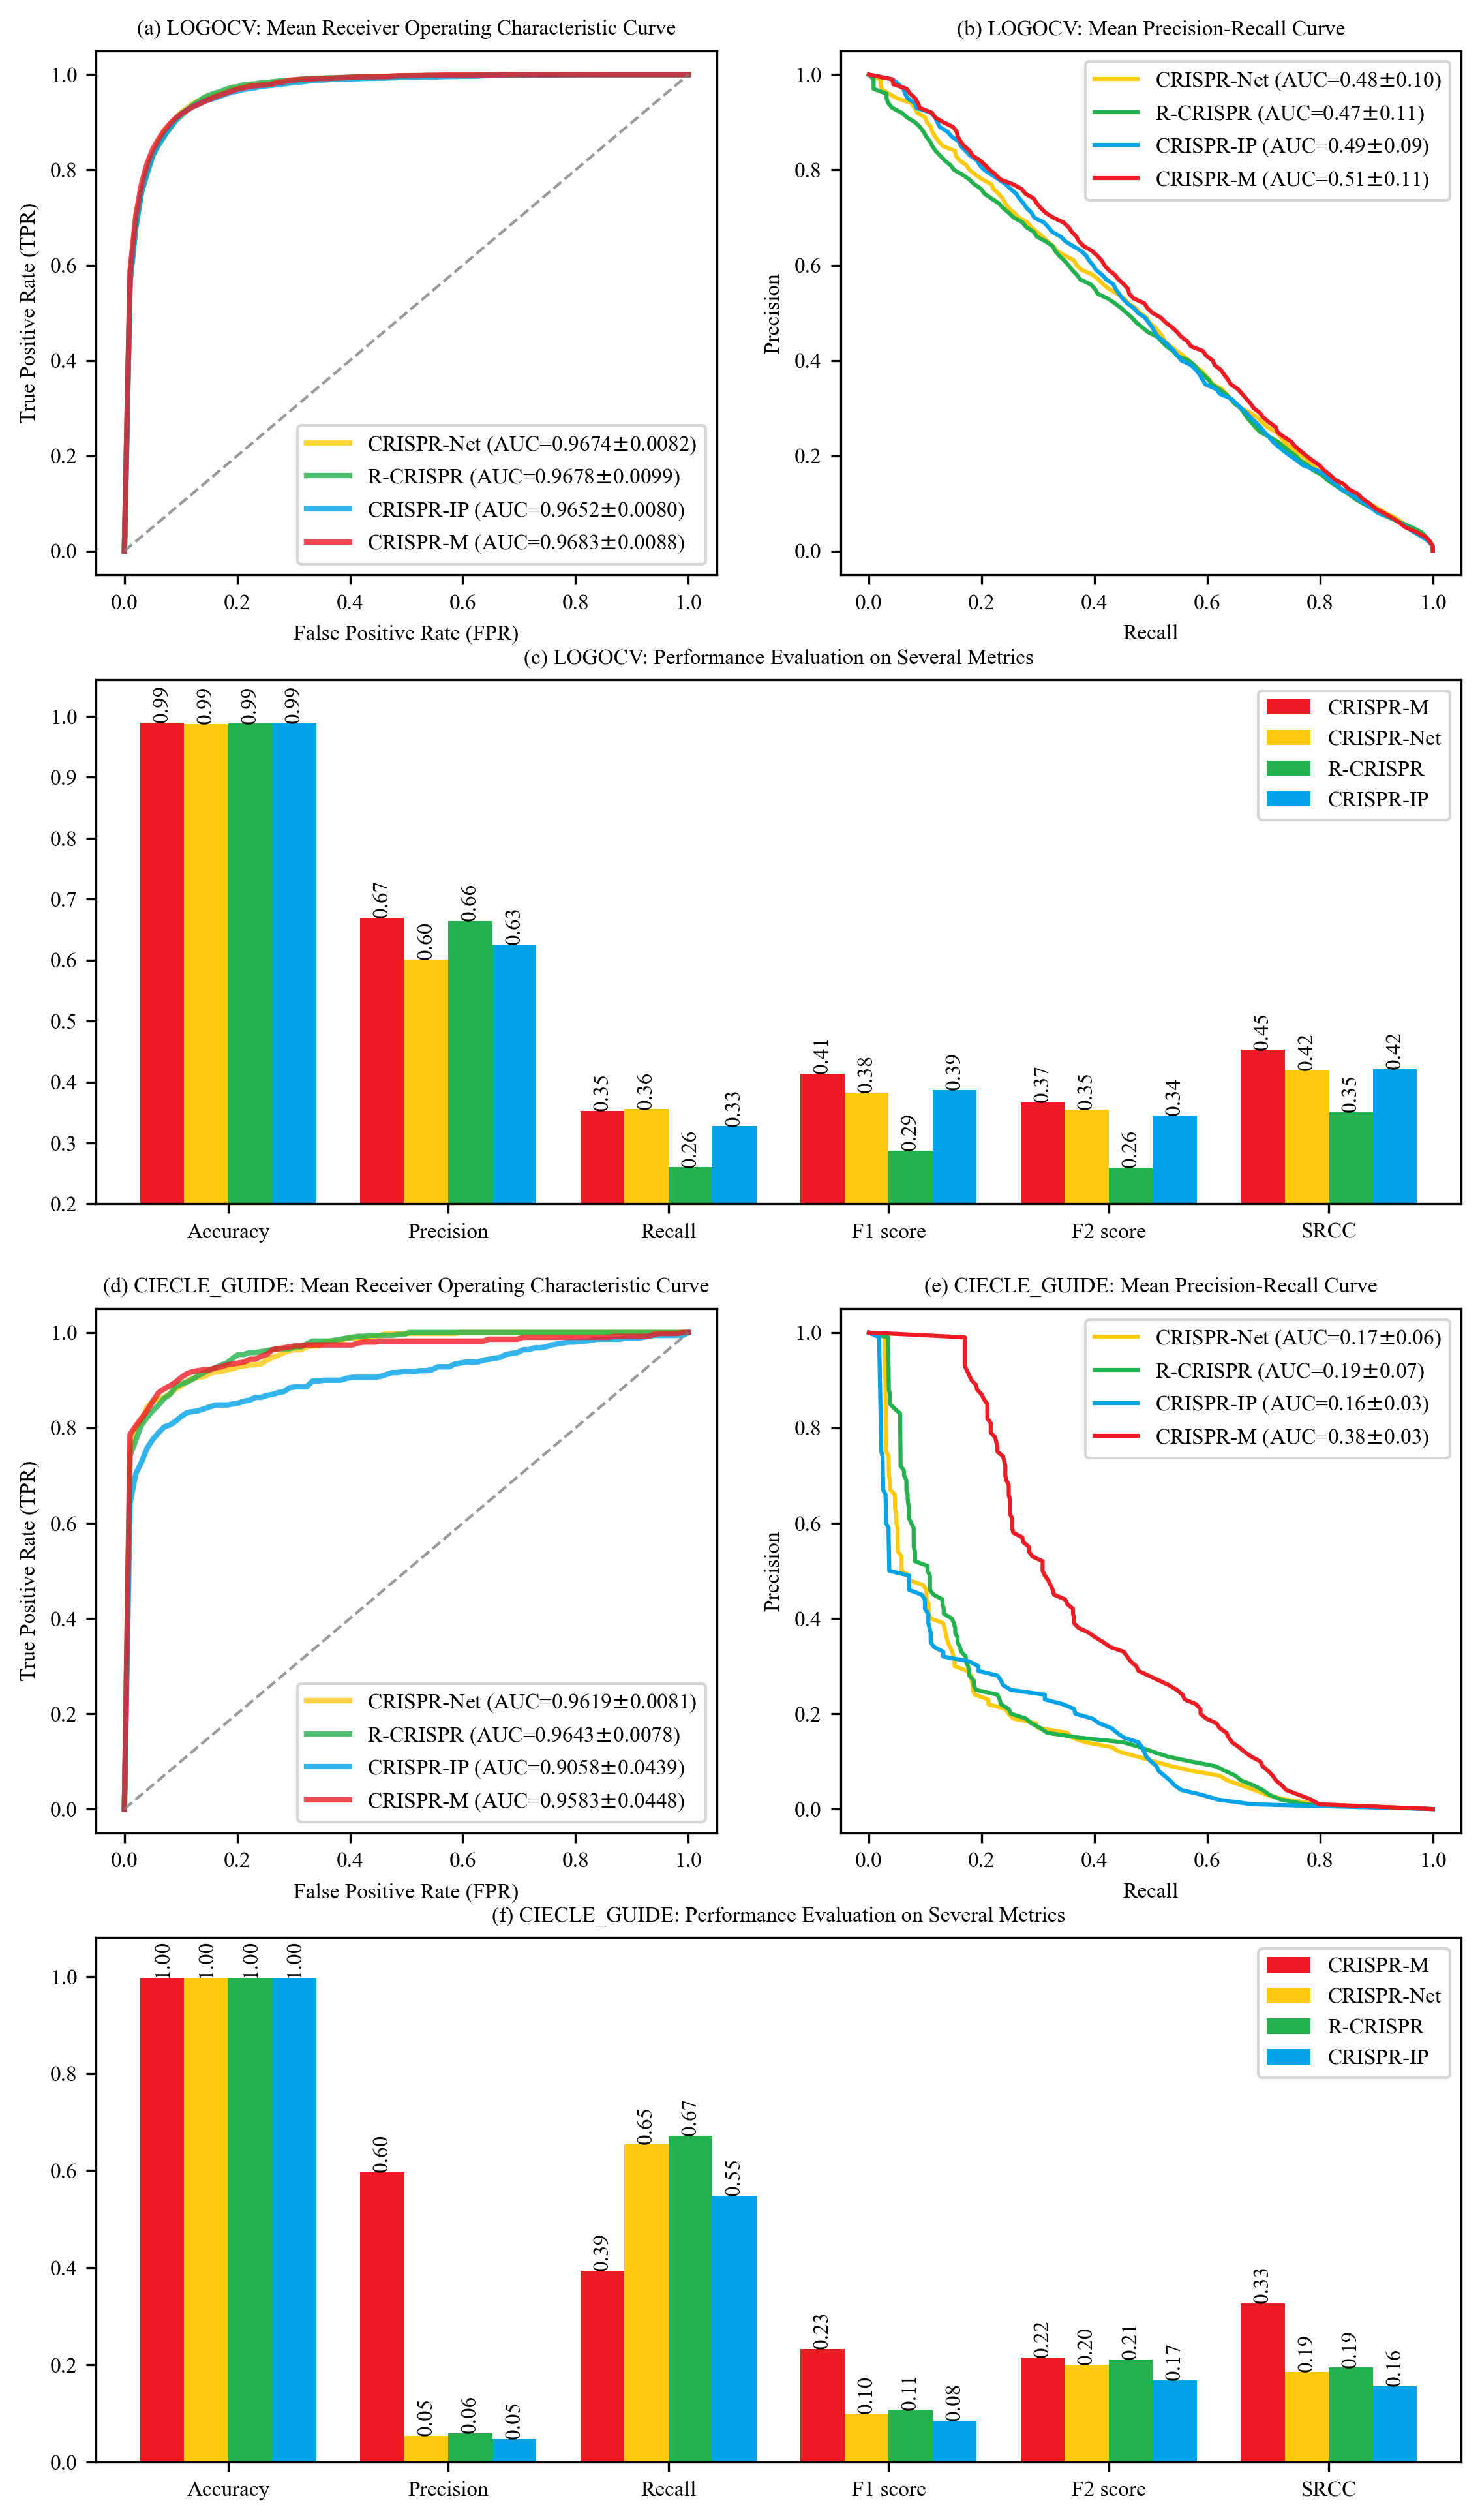 (a) LOGOCV: Mean Receiver Operating Characteristic Curve
True Positive Rate (TPR)
1.0
0.8
0.6
0.4
0.2
0.0
CRISPR-Net (AUC=0.9674±0.0082)
R-CRISPR (AUC=0.9678±0.0099)
CRISPR-IP (AUC=0.9652±0.0080)
CRISPR-M (AUC=0.9683±0.0088)
0.0 0.2 0.4 0.6 0.8 1.0
False Positive Rate (FPR)
(b) LOGOCV: Mean Precision-Recall Curve
Precision
1.0
0.8
0.6
0.4
0.2
0.0
CRISPR-Net (AUC=0.48±0.10)
R-CRISPR (AUC=0.47±0.11)
CRISPR-IP (AUC=0.49±0.09)
CRISPR-M (AUC=0.51±0.11)
0.0 0.2 0.4 0.6 0.8 1.0
Recall
(c) LOGOCV: Performance Evaluation on Several Metrics
1.0
0.9
0.8
0.7
0.6
0.5
0.4
0.3
0.2
0.99 0.99 0.99 0.99
0.67 0.60 0.66 0.63
0.35 0.36 0.26 0.33
0.41 0.38 0.29 0.39
0.37 0.35 0.26 0.34
0.45 0.42 0.35 0.42
CRISPR-M
CRISPR-Net
R-CRISPR
CRISPR-IP
Accuracy Precision Recall F1 score F2 score SRCC
(d) CIECLE_GUIDE: Mean Receiver Operating Characteristic Curve
True Positive Rate (TPR)
1.0
0.8
0.6
0.4
0.2
0.0
CRISPR-Net (AUC=0.9619±0.0081)
R-CRISPR (AUC=0.9643±0.0078)
CRISPR-IP (AUC=0.9058±0.0439)
CRISPR-M (AUC=0.9583±0.0448)
0.0 0.2 0.4 0.6 0.8 1.0
False Positive Rate (FPR)
(e) CIECLE_GUIDE: Mean Precision-Recall Curve
Precision
1.0
0.8
0.6
0.4
0.2
0.0
CRISPR-Net (AUC=0.17±0.06)
R-CRISPR (AUC=0.19±0.07)
CRISPR-IP (AUC=0.16±0.03)
CRISPR-M (AUC=0.38±0.03)
0.0 0.2 0.4 0.6 0.8 1.0
Recall
(f) CIECLE_GUIDE: Performance Evaluation on Several Metrics
1.0
0.8
0.6
0.4
0.2
0.0
1.00 1.00 1.00 1.00
0.60 0.05 0.06 0.05
0.39 0.65 0.67 0.55
0.23 0.10 0.11 0.08
0.22 0.20 0.21 0.17
0.33 0.19 0.19 0.16
CRISPR-M
CRISPR-Net
R-CRISPR
CRISPR-IP
Accuracy Precision Recall F1 score F2 score SRCC